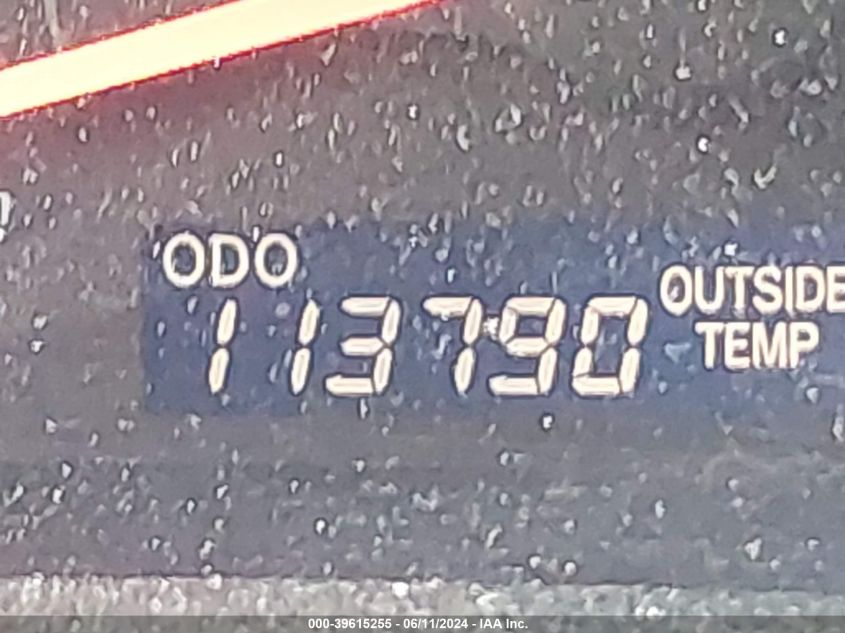 ODO
113790
OUTSIDE
TEMP
000-39615255 - 06/11/2024 - IAA Inc.